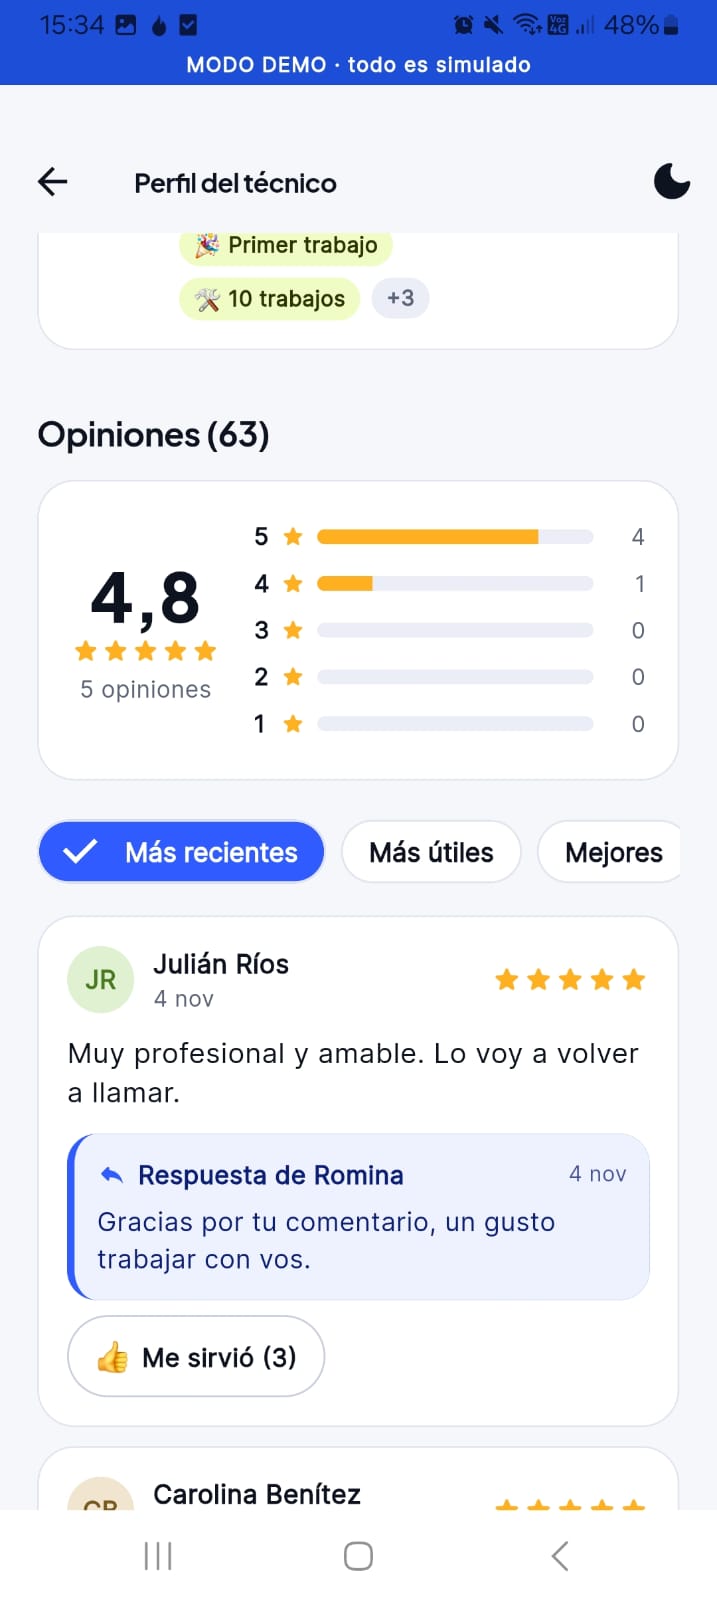 15:34
Voz 4G 48%
MODO DEMO · todo es simulado
Perfil del técnico
Primer trabajo
10 trabajos +3
Opiniones (63)
4,8
5 opiniones
5 4
4 1
3 0
2 0
1 0
Más recientes Más útiles Mejores
JR Julián Ríos
4 nov
Muy profesional y amable. Lo voy a volver
a llamar.
Respuesta de Romina 4 nov
Gracias por tu comentario, un gusto
trabajar con vos.
Me sirvió (3)
CB Carolina Benítez